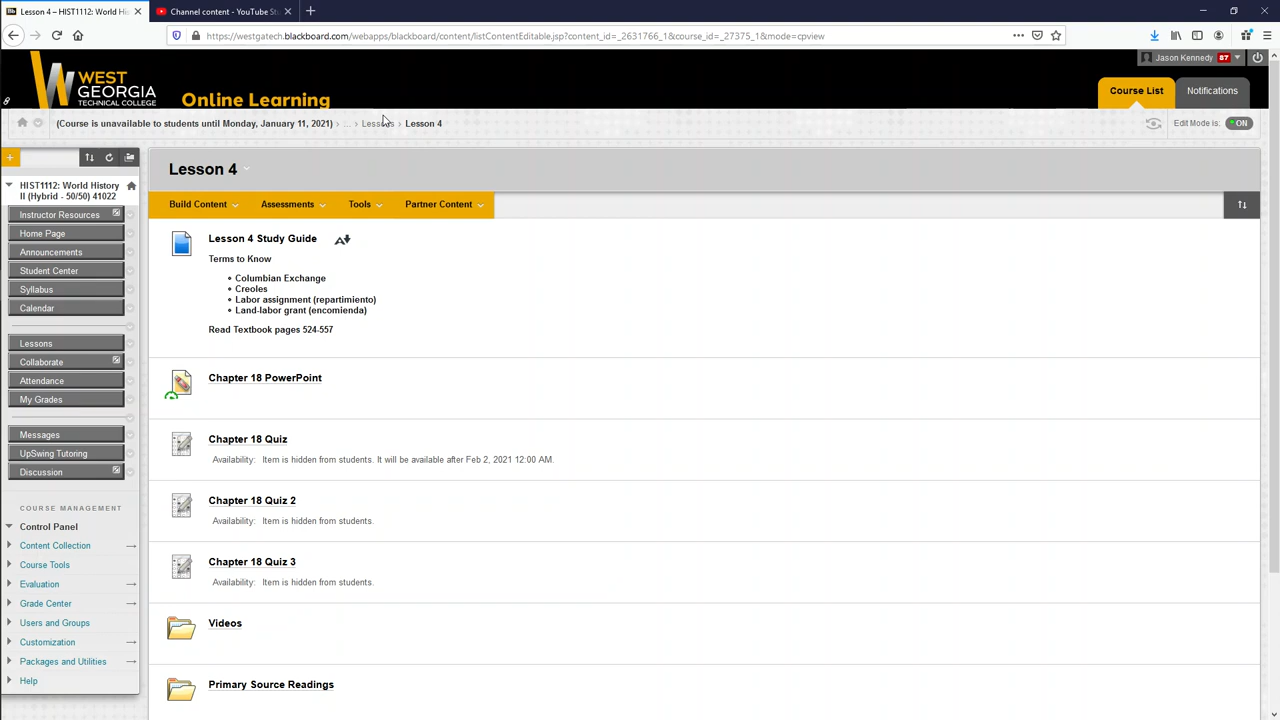 Lesson 4 – HIST1112: World His
Channel content - YouTube St
https://westgatech.blackboard.com/webapps/blackboard/content/listContentEditable.jsp?content_id=_2631766_1&course_id=_27375_1&mode=cpview
WEST GEORGIA
TECHNICAL COLLEGE
Online Learning
Jason Kennedy 87
Course List
Notifications
(Course is unavailable to students until Monday, January 11, 2021) > ... > Lessons > Lesson 4
Edit Mode is: ON
HIST1112: World History
II (Hybrid - 50/50) 41022
Instructor Resources
Home Page
Announcements
Student Center
Syllabus
Calendar
Lessons
Collaborate
Attendance
My Grades
Messages
UpSwing Tutoring
Discussion
COURSE MANAGEMENT
Control Panel
Content Collection
Course Tools
Evaluation
Grade Center
Users and Groups
Customization
Packages and Utilities
Help
Lesson 4
Build Content
Assessments
Tools
Partner Content
Lesson 4 Study Guide
Terms to Know
Columbian Exchange
Creoles
Labor assignment (repartimiento)
Land-labor grant (encomienda)
Read Textbook pages 524-557
Chapter 18 PowerPoint
Chapter 18 Quiz
Availability: Item is hidden from students. It will be available after Feb 2, 2021 12:00 AM.
Chapter 18 Quiz 2
Availability: Item is hidden from students.
Chapter 18 Quiz 3
Availability: Item is hidden from students.
Videos
Primary Source Readings